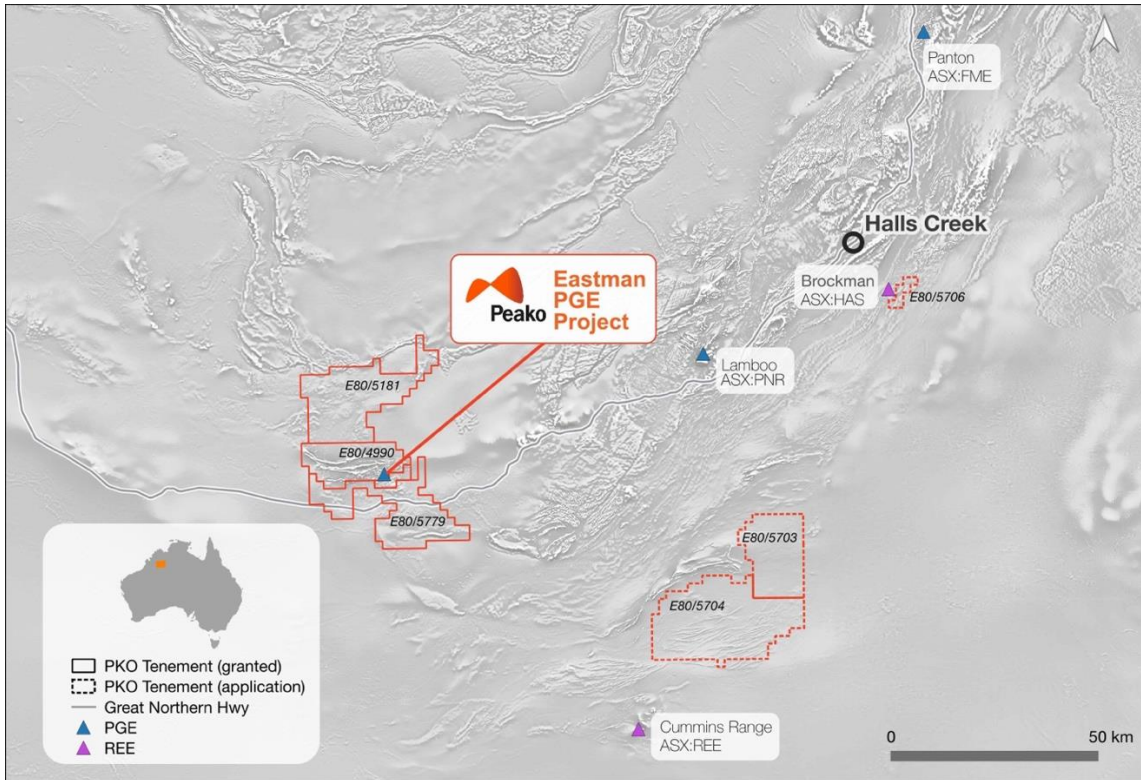 Panton
ASX:FME
Halls Creek
Brockman
ASX:HAS
E80/5706
Peako
Eastman
PGE
Project
Lamboo
ASX:PNR
E80/5181
E80/4990
E80/5779
E80/5703
E80/5704
PKO Tenement (granted)
PKO Tenement (application)
Great Northern Hwy
PGE
REE
Cummins Range
ASX:REE
0
50 km